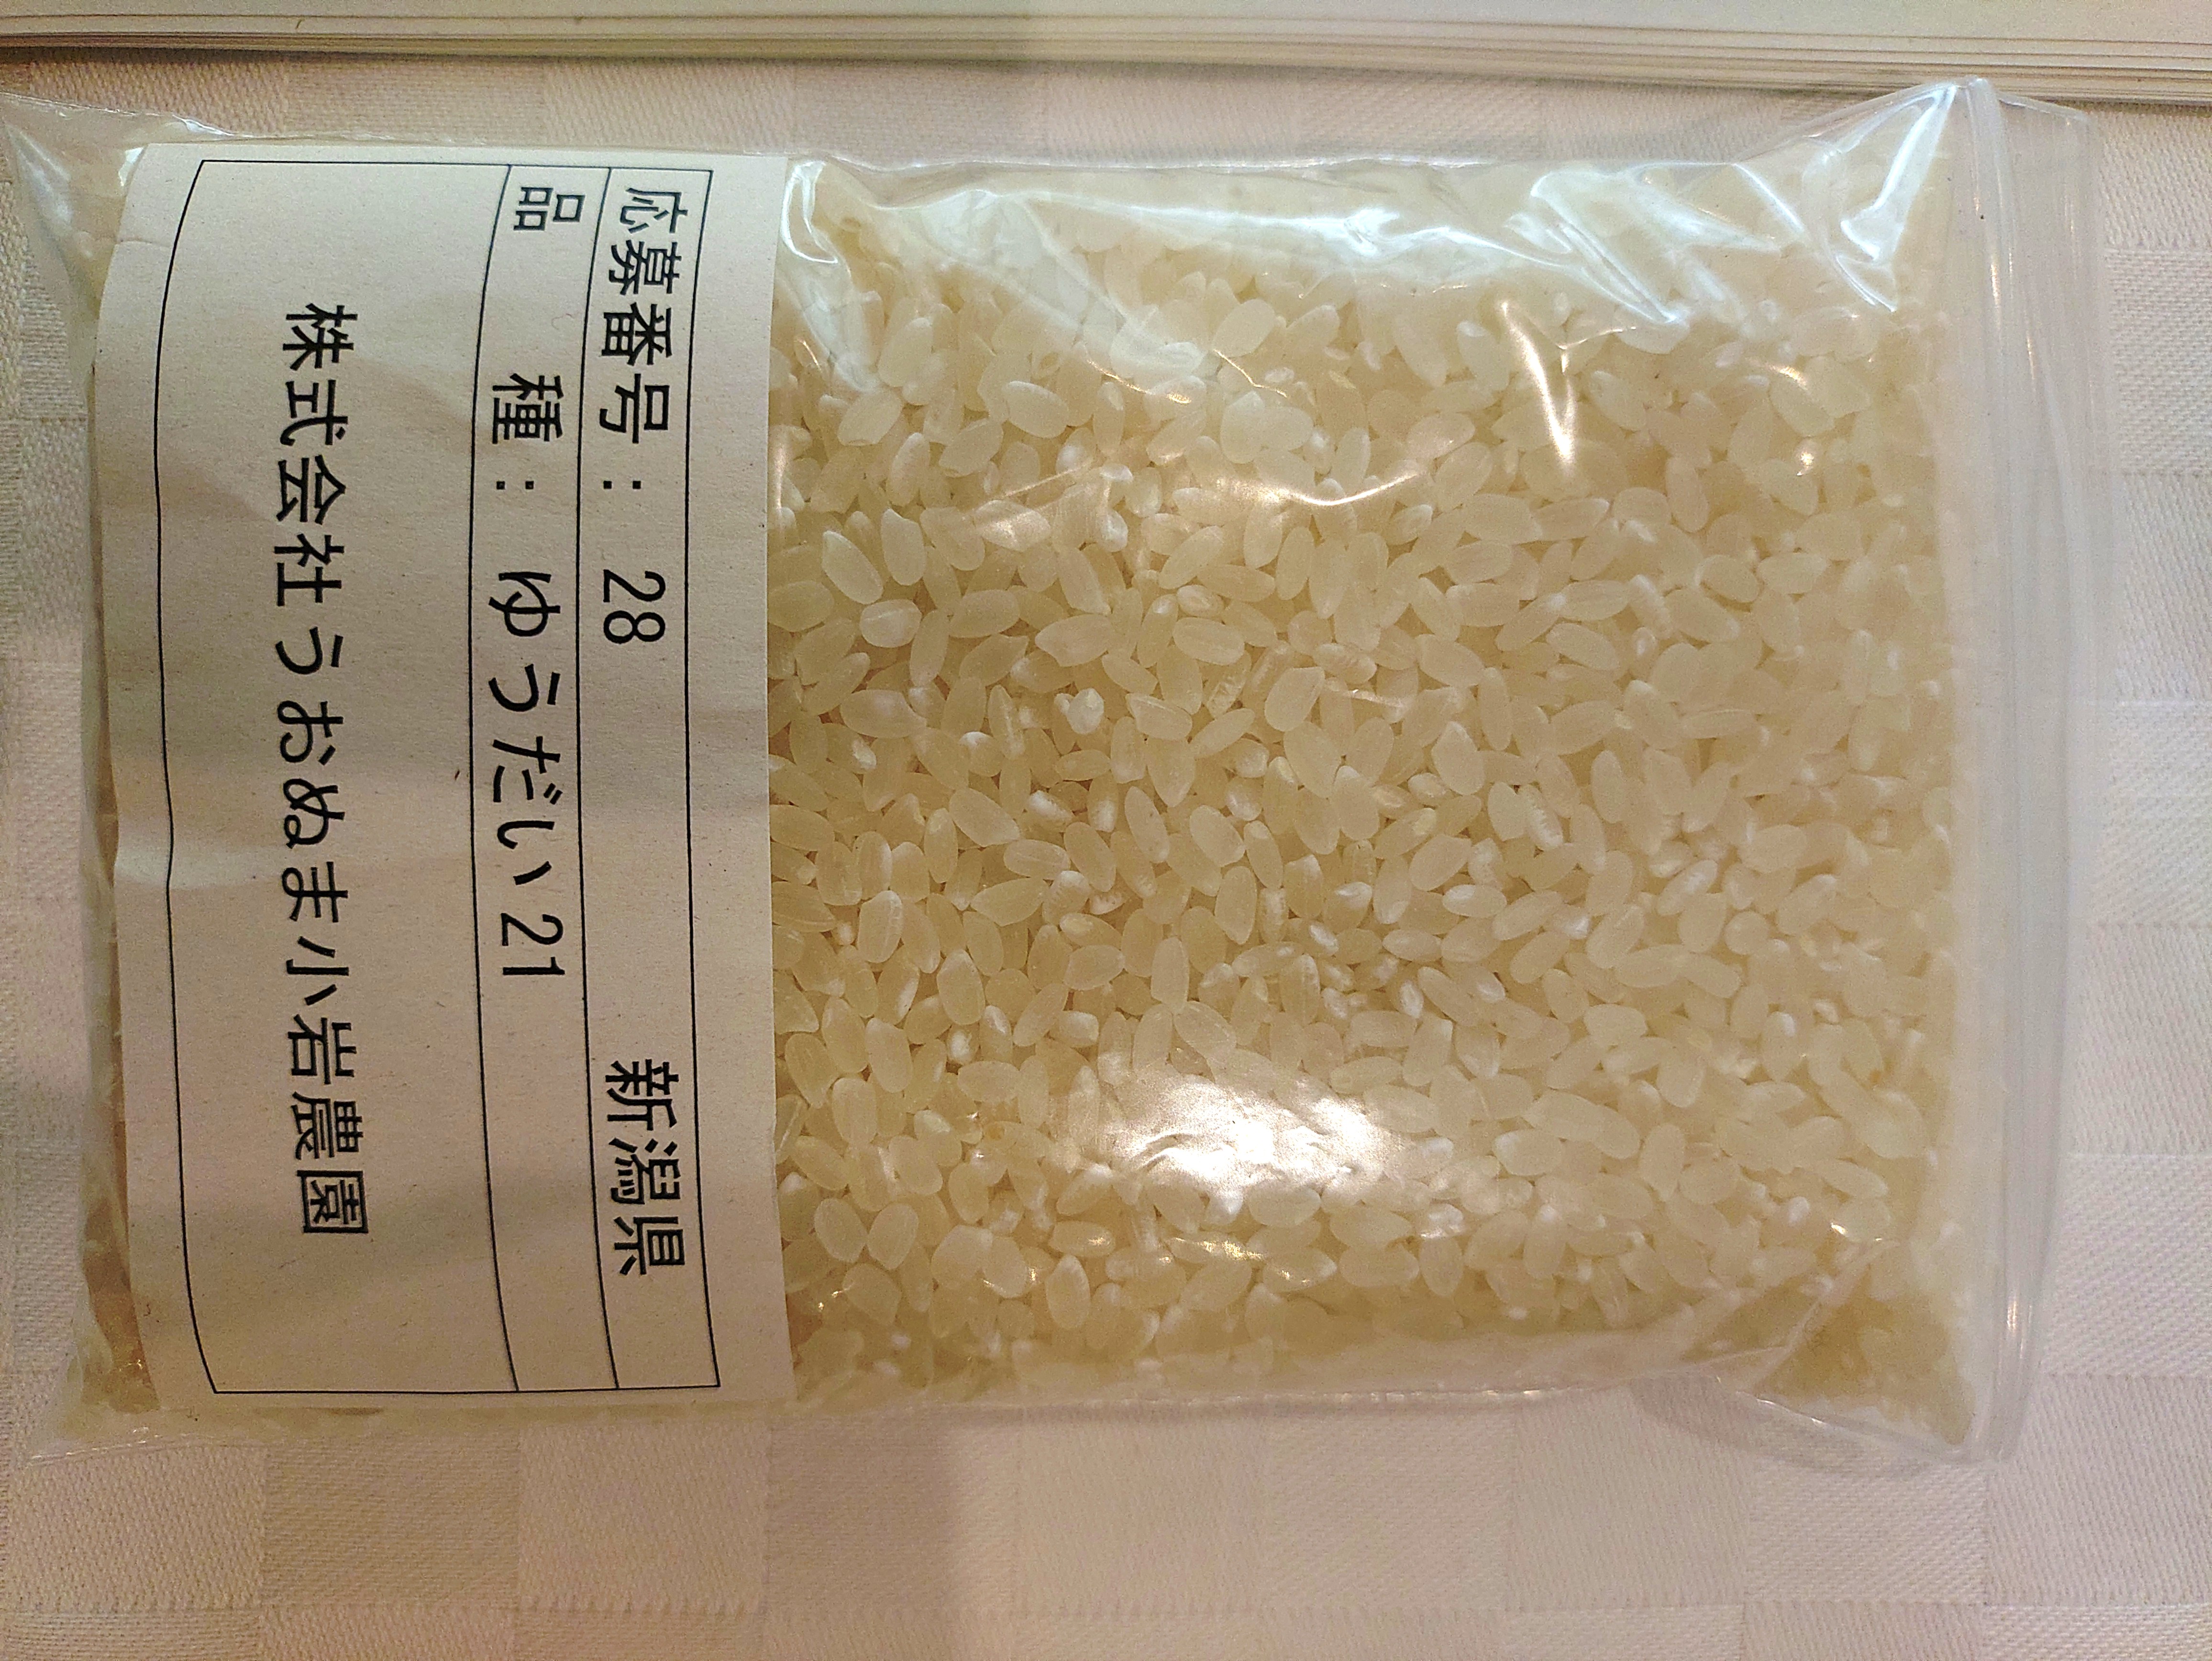 応募番号： 28 新潟県
品 種： ゆうだい21
株式会社うおぬま小岩農園